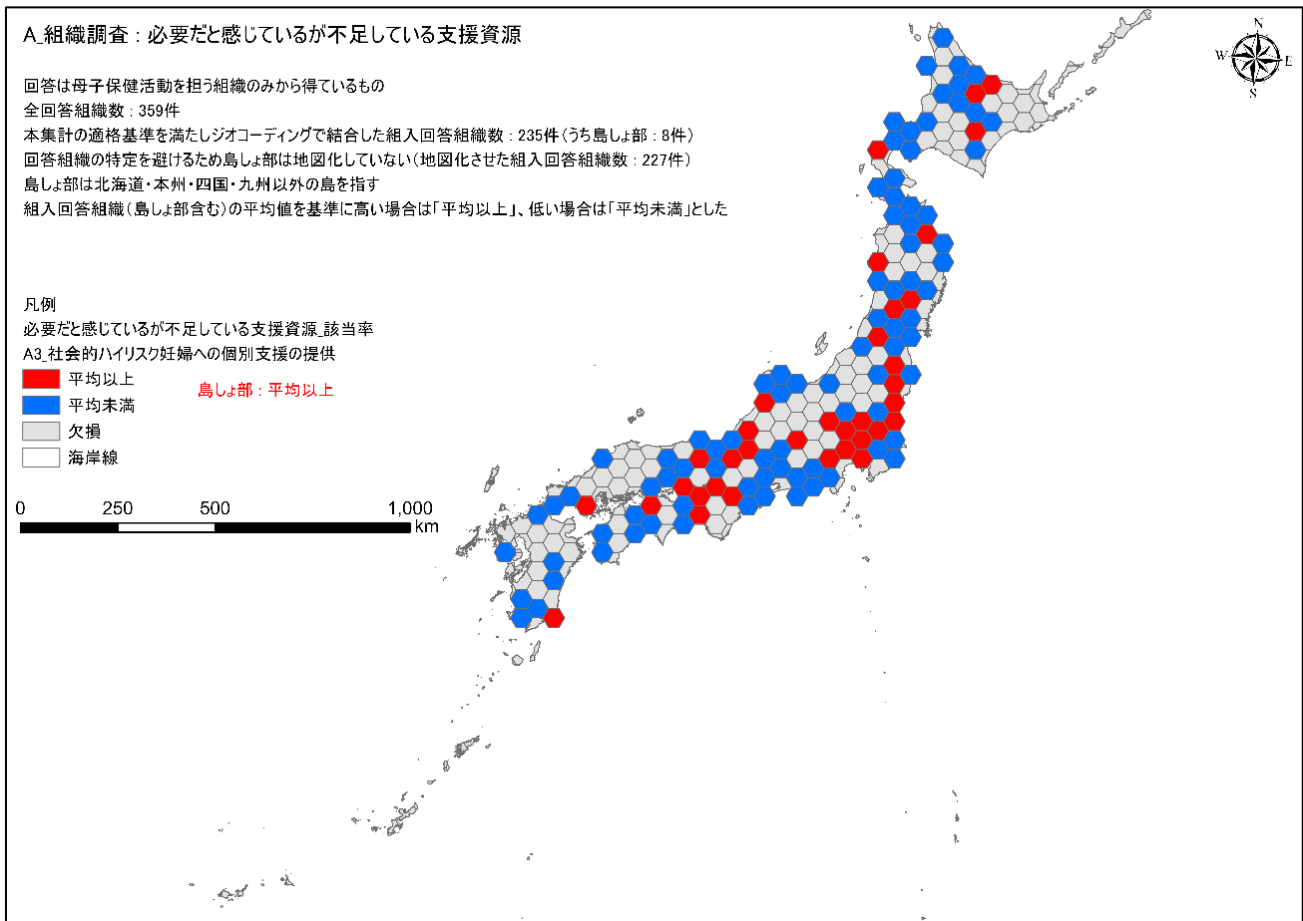 A_組織調査：必要だと感じているが不足している支援資源
回答は母子保健活動を担う組織のみから得ているもの
全回答組織数：359件
本集計の適格基準を満たしジオコーディングで結合した組入回答組織数：235件（うち島しょ部：8件）
回答組織の特定を避けるため島しょ部は地図化していない（地図化させた組入回答組織数：227件）
島しょ部は北海道・本州・四国・九州以外の島を指す
組入回答組織（島しょ部含む）の平均値を基準に高い場合は「平均以上」、低い場合は「平均未満」とした
N
W
E
S
凡例
必要だと感じているが不足している支援資源_該当率
A3_社会的ハイリスク妊婦への個別支援の提供
平均以上
島しょ部：平均以上
平均未満
欠損
海岸線
0 250 500 1,000
km